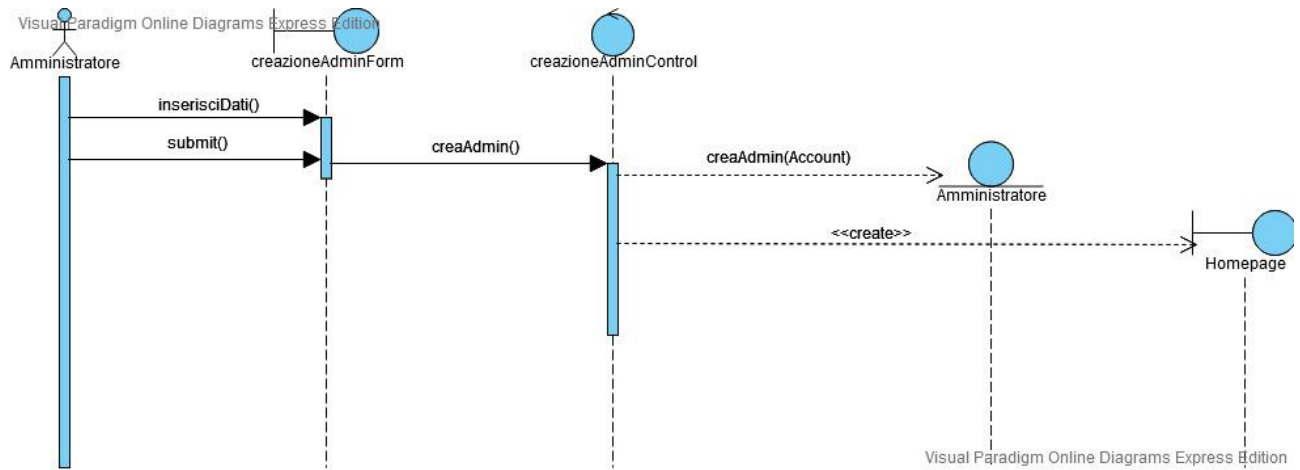 Visual Paradigm Online Diagrams Express Edition
Amministratore
creazioneAdminForm
creazioneAdminControl
inserisciDati()
submit()
creaAdmin()
creaAdmin(Account)
Amministratore
<<create>>
Homepage
Visual Paradigm Online Diagrams Express Edition